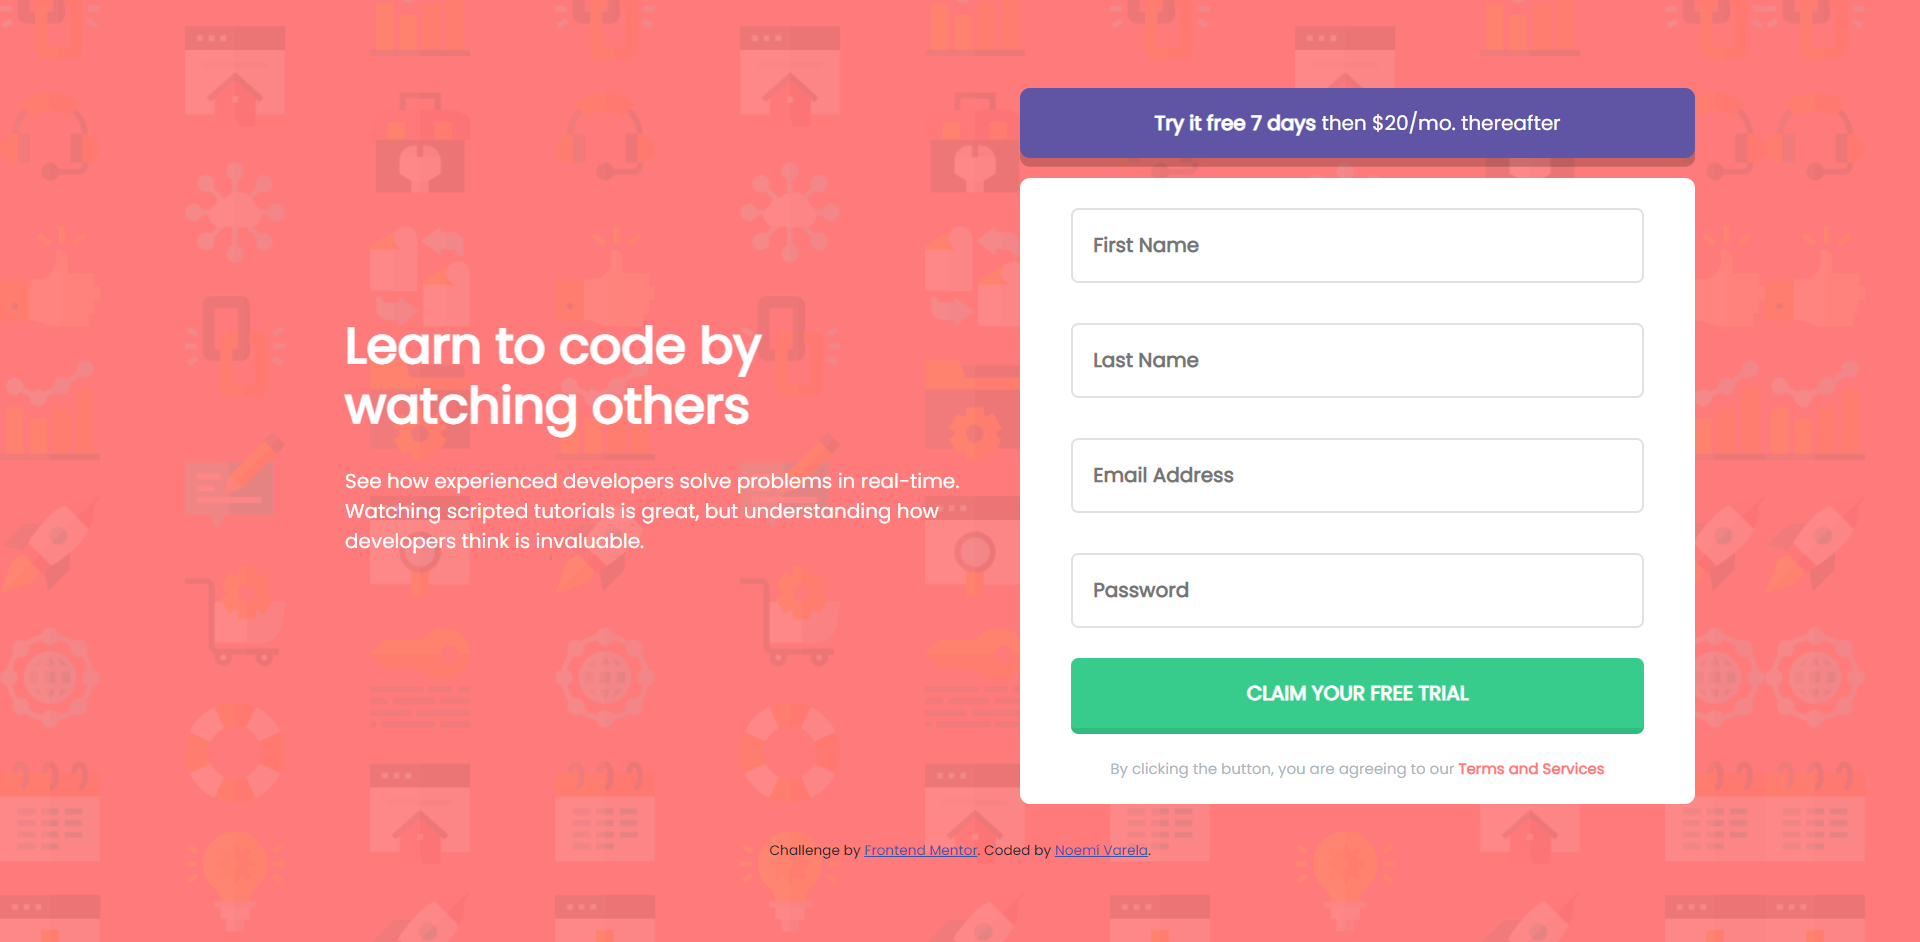 Learn to code by
watching others
See how experienced developers solve problems in real-time.
Watching scripted tutorials is great, but understanding how
developers think is invaluable.
Try it free 7 days then $20/mo. thereafter
First Name
Last Name
Email Address
Password
CLAIM YOUR FREE TRIAL
By clicking the button, you are agreeing to our Terms and Services
Challenge by Frontend Mentor. Coded by Noemí Varela.